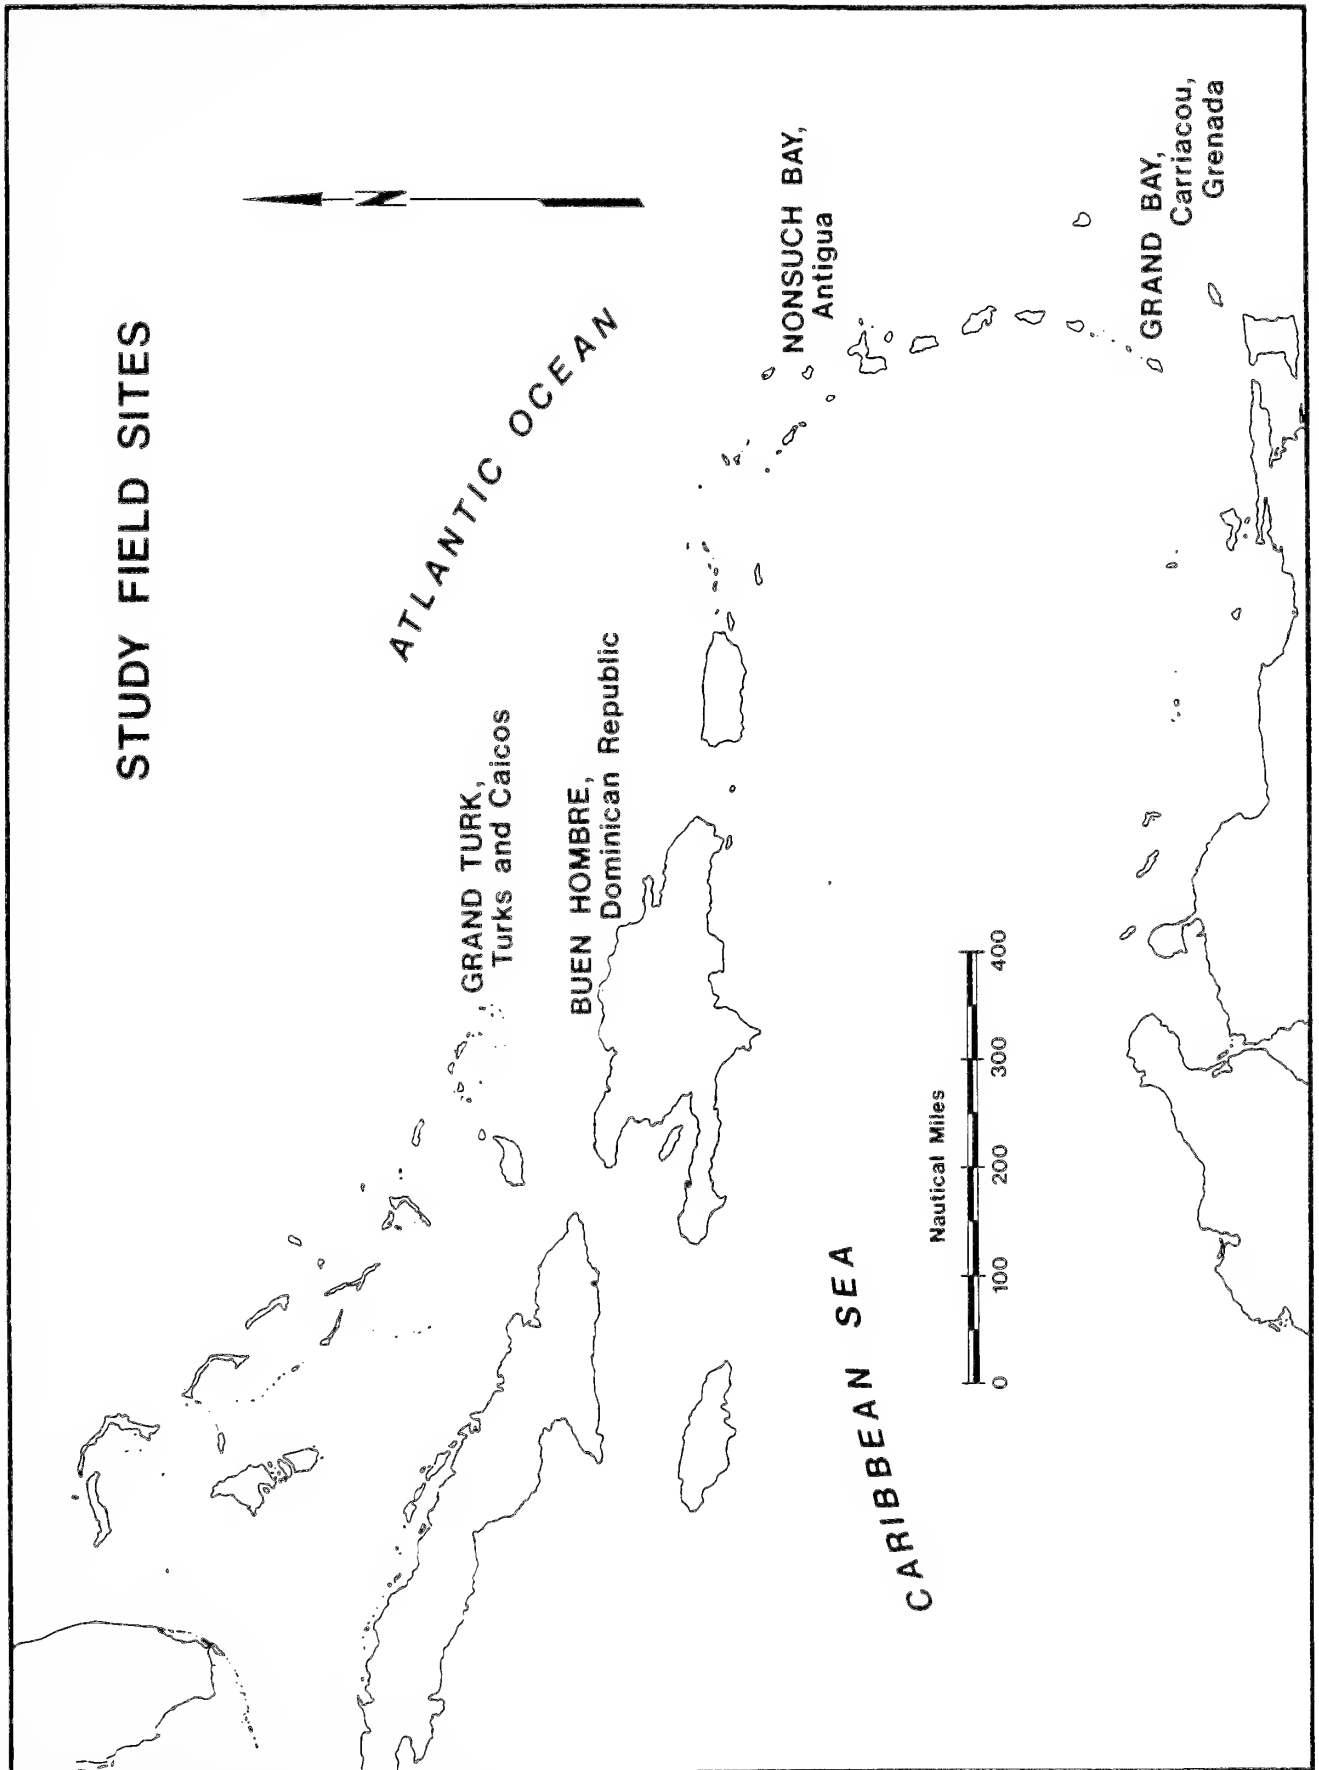 STUDY FIELD SITES
N
ATLANTIC OCEAN
GRAND TURK,
Turks and Caicos
BUEN HOMBRE,
Dominican Republic
NONSUCH BAY,
Antigua
GRAND BAY,
Carriacou,
Grenada
CARIBBEAN SEA
Nautical Miles
0 100 200 300 400